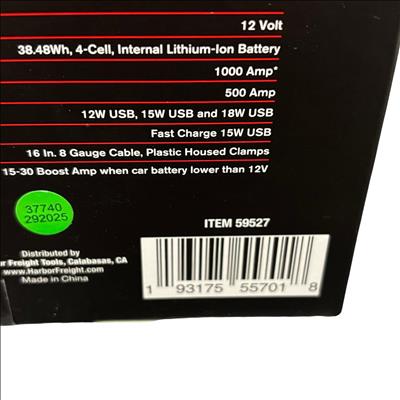 12 Volt
38.48Wh, 4-Cell, Internal Lithium-Ion Battery
1000 Amp*
500 Amp
12W USB, 15W USB and 18W USB
Fast Charge 15W USB
16 In. 8 Gauge Cable, Plastic Housed Clamps
15-30 Boost Amp when car battery lower than 12V
37740
292025
ITEM 59527
Distributed by
r Freight Tools, Calabasas, CA
www.HarborFreight.com
Made in China
1 93175 55701 8